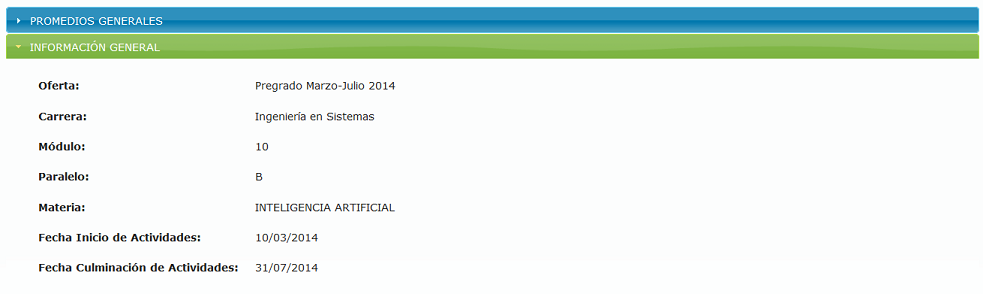 PROMEDIOS GENERALES
INFORMACIÓN GENERAL
Oferta: Pregrado Marzo-Julio 2014
Carrera: Ingeniería en Sistemas
Módulo: 10
Paralelo: B
Materia: INTELIGENCIA ARTIFICIAL
Fecha Inicio de Actividades: 10/03/2014
Fecha Culminación de Actividades: 31/07/2014